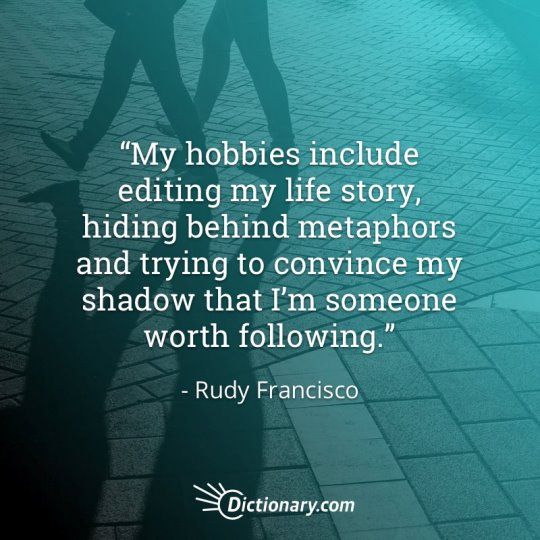 “My hobbies include
editing my life story,
hiding behind metaphors
and trying to convince my
shadow that I’m someone
worth following.”
- Rudy Francisco
Dictionary.com